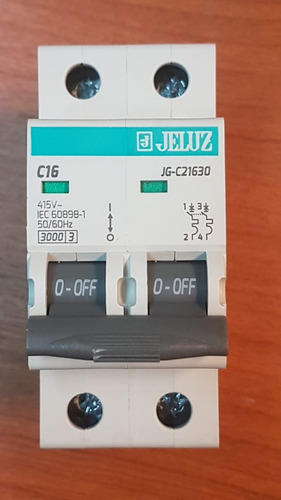 JELUZ
C16
JG-C21630
415V~
IEC 60898-1
50/60Hz
3000 3
I
O
1 3
2 4
O-OFF O-OFF